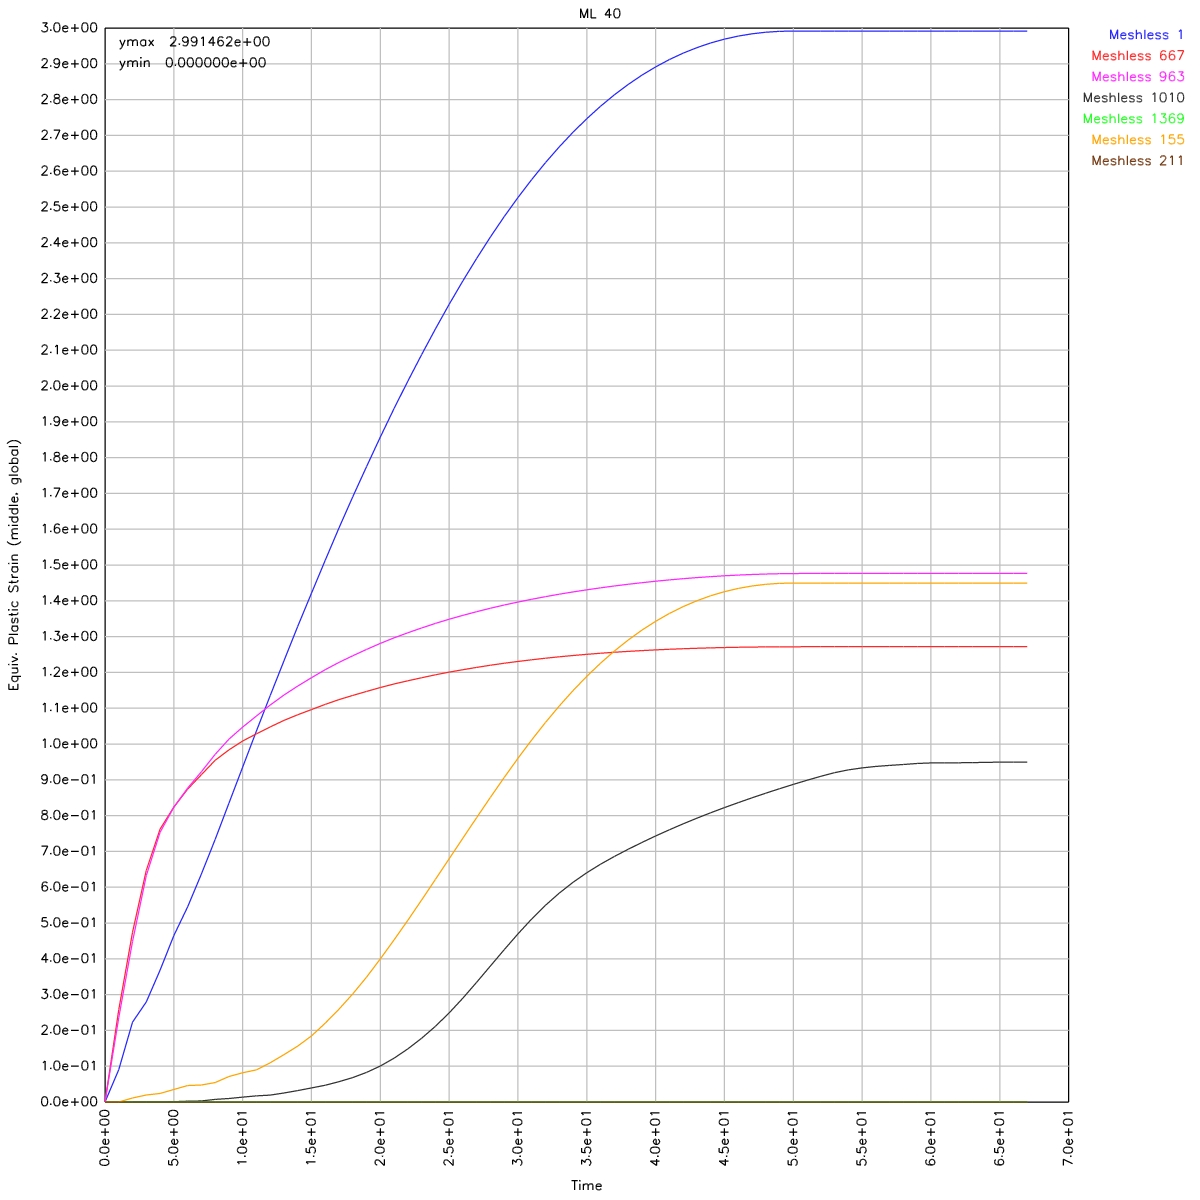 ML 40
ymax 2.991462e+00
ymin 0.000000e+00
Meshless 1
Meshless 667
Meshless 963
Meshless 1010
Meshless 1369
Meshless 155
Meshless 211
3.0e+00
2.9e+00
2.8e+00
2.7e+00
2.6e+00
2.5e+00
2.4e+00
2.3e+00
2.2e+00
2.1e+00
2.0e+00
1.9e+00
1.8e+00
1.7e+00
1.6e+00
1.5e+00
1.4e+00
1.3e+00
1.2e+00
1.1e+00
1.0e+00
9.0e-01
8.0e-01
7.0e-01
6.0e-01
5.0e-01
4.0e-01
3.0e-01
2.0e-01
1.0e-01
0.0e+00
Equiv. Plastic Strain (middle, global)
0.0e+00
5.0e+00
1.0e+01
1.5e+01
2.0e+01
2.5e+01
3.0e+01
3.5e+01
4.0e+01
4.5e+01
5.0e+01
5.5e+01
6.0e+01
6.5e+01
7.0e+01
Time